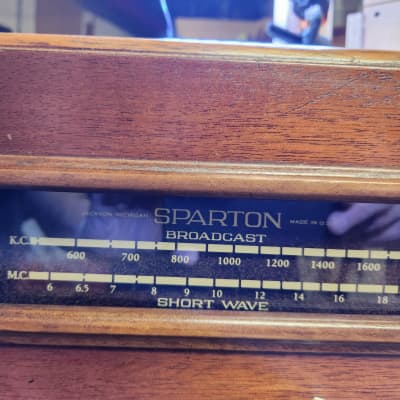 JACKSON MICHIGAN SPARTON MADE IN U.S.
BROADCAST
K.C.
600 700 800 1000 1200 1400 1600
M.C.
6 6.5 7 8 9 10 12 14 16 18
SHORT WAVE